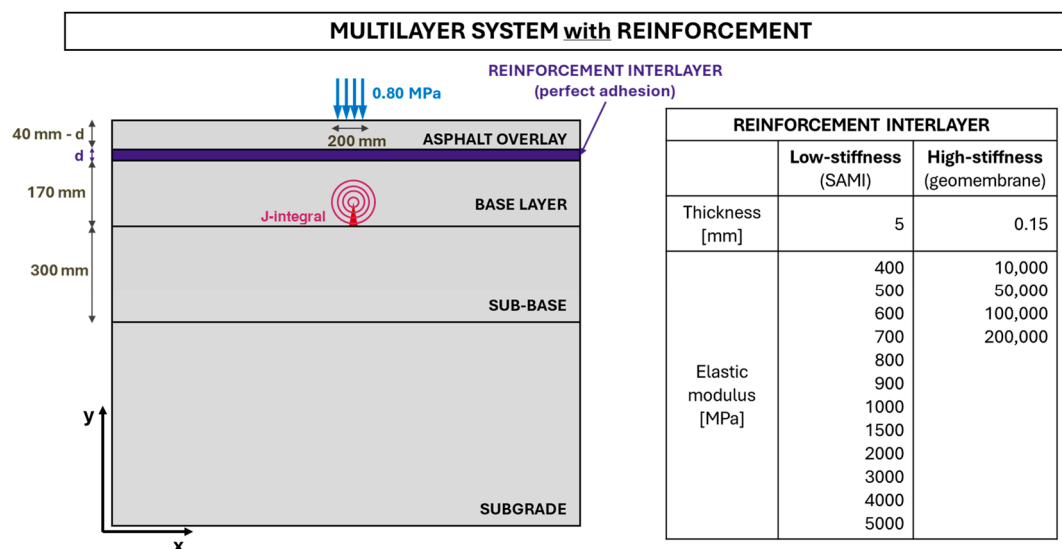 MULTILAYER SYSTEM with REINFORCEMENT
REINFORCEMENT INTERLAYER
(perfect adhesion)
0.80 MPa
40 mm - d
200 mm
ASPHALT OVERLAY
d
170 mm
BASE LAYER
J-integral
300 mm
SUB-BASE
y
SUBGRADE
x
REINFORCEMENT INTERLAYER
Low-stiffness High-stiffness
(SAMI) (geomembrane)
Thickness
[mm]
5 0.15
Elastic
modulus
[MPa]
400 10,000
500 50,000
600 100,000
700 200,000
800
900
1000
1500
2000
3000
4000
5000